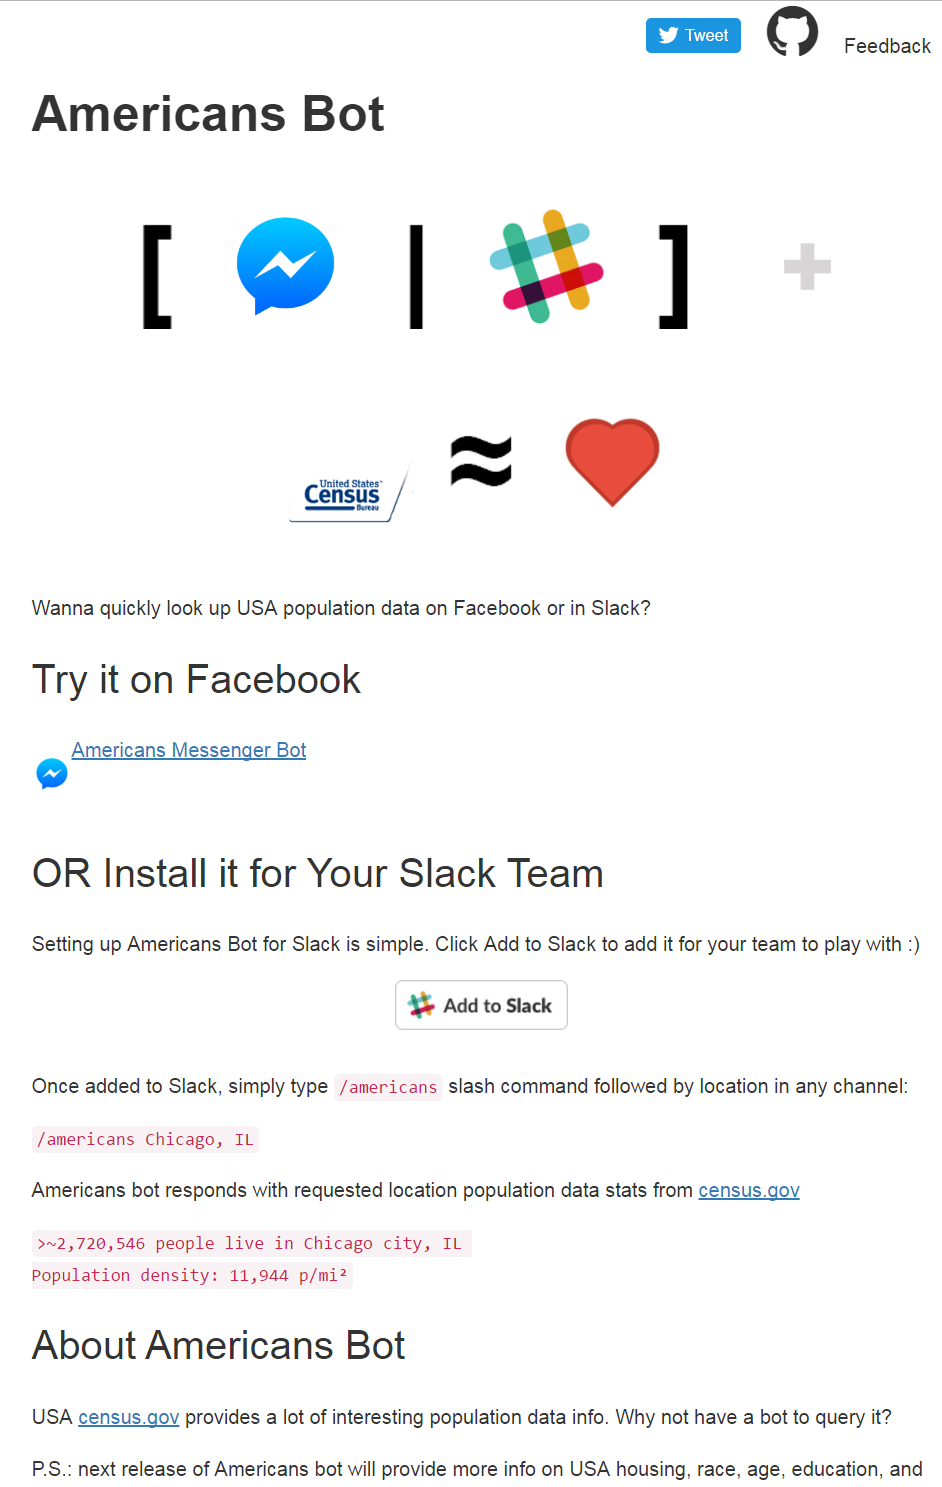 Tweet
Feedback
Americans Bot
[ | ] +
United States™
Census
Bureau
≈
Wanna quickly look up USA population data on Facebook or in Slack?
Try it on Facebook
Americans Messenger Bot
OR Install it for Your Slack Team
Setting up Americans Bot for Slack is simple. Click Add to Slack to add it for your team to play with :)
Add to Slack
Once added to Slack, simply type /americans slash command followed by location in any channel:
/americans Chicago, IL
Americans bot responds with requested location population data stats from census.gov
>~2,720,546 people live in Chicago city, IL
Population density: 11,944 p/mi²
About Americans Bot
USA census.gov provides a lot of interesting population data info. Why not have a bot to query it?
P.S.: next release of Americans bot will provide more info on USA housing, race, age, education, and